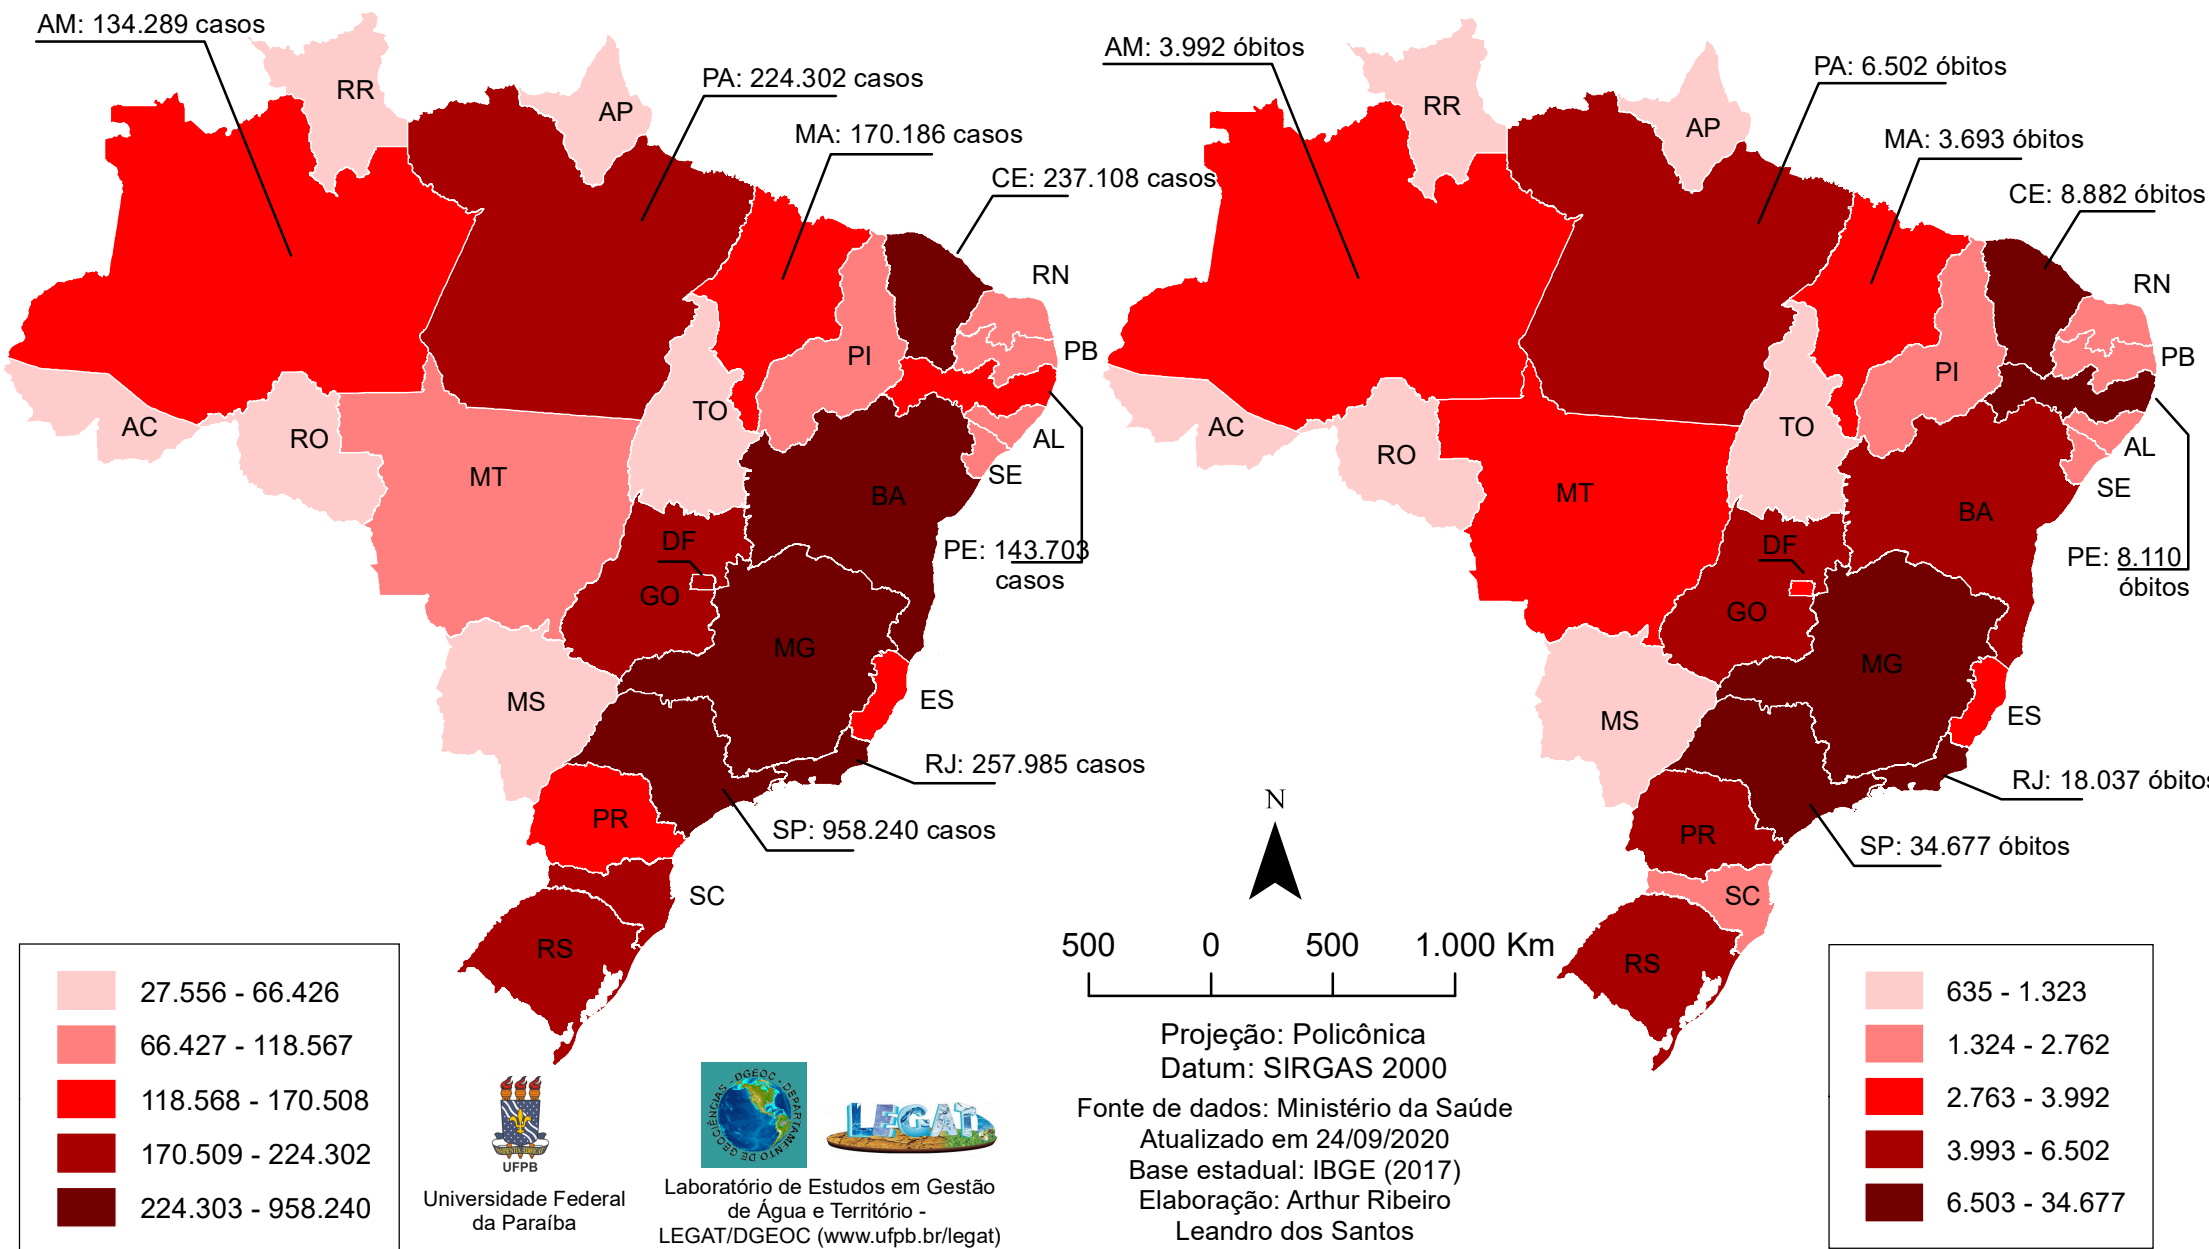 AM: 134.289 casos
RR
AP
PA: 224.302 casos
MA: 170.186 casos
CE: 237.108 casos
RN
PB
PI
TO
AC
RO
MT
AL
SE
BA
PE: 143.703
casos
DF
GO
MG
MS
ES
RJ: 257.985 casos
SP: 958.240 casos
PR
SC
RS
27.556 - 66.426
66.427 - 118.567
118.568 - 170.508
170.509 - 224.302
224.303 - 958.240
AM: 3.992 óbitos
RR
AP
PA: 6.502 óbitos
MA: 3.693 óbitos
CE: 8.882 óbitos
RN
PB
PI
TO
AC
RO
MT
AL
SE
BA
PE: 8.110
óbitos
DF
GO
MG
MS
ES
RJ: 18.037 óbitos
SP: 34.677 óbitos
PR
SC
RS
635 - 1.323
1.324 - 2.762
2.763 - 3.992
3.993 - 6.502
6.503 - 34.677
N
500 0 500 1.000 Km
Projeção: Policônica
Datum: SIRGAS 2000
Fonte de dados: Ministério da Saúde
Atualizado em 24/09/2020
Base estadual: IBGE (2017)
Elaboração: Arthur Ribeiro
Leandro dos Santos
UFPB
Universidade Federal
da Paraíba
DGEOC - DEPARTAMENTO DE GEOCIÊNCIAS -
LEGAT
Laboratório de Estudos em Gestão
de Água e Território -
LEGAT/DGEOC (www.ufpb.br/legat)